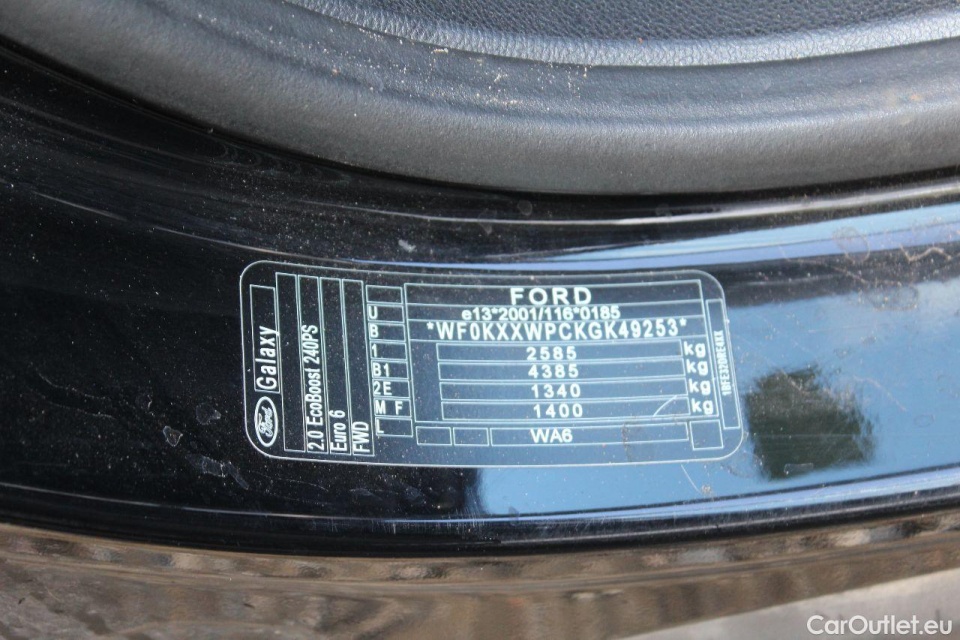 FORD
e13*2001/116*0185
*WF0KXXWPCKGK49253*
2585 kg
4385 kg
1340 kg
1400 kg
WA6
U
B
1
B1
2E
M F
L
Ford
Galaxy
2.0 EcoBoost 240PS
Euro 6
FWD
CarOutlet.eu